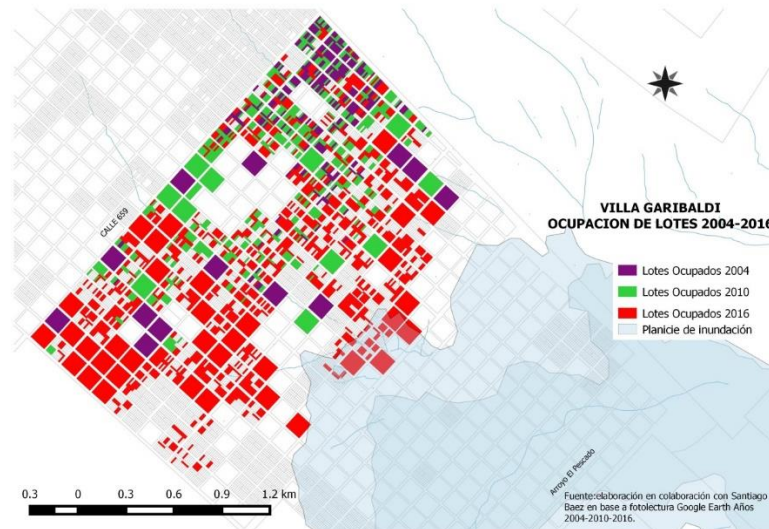 CALLE 659
VILLA GARIBALDI
OCUPACION DE LOTES 2004-2016
Lotes Ocupados 2004
Lotes Ocupados 2010
Lotes Ocupados 2016
Planicie de inundación
Arroyo El Pescado
0.3 0 0.3 0.6 0.9 1.2 km
Fuente:elaboración en colaboración con Santiago
Baez en base a fotolectura Google Earth Años
2004-2010-2016.